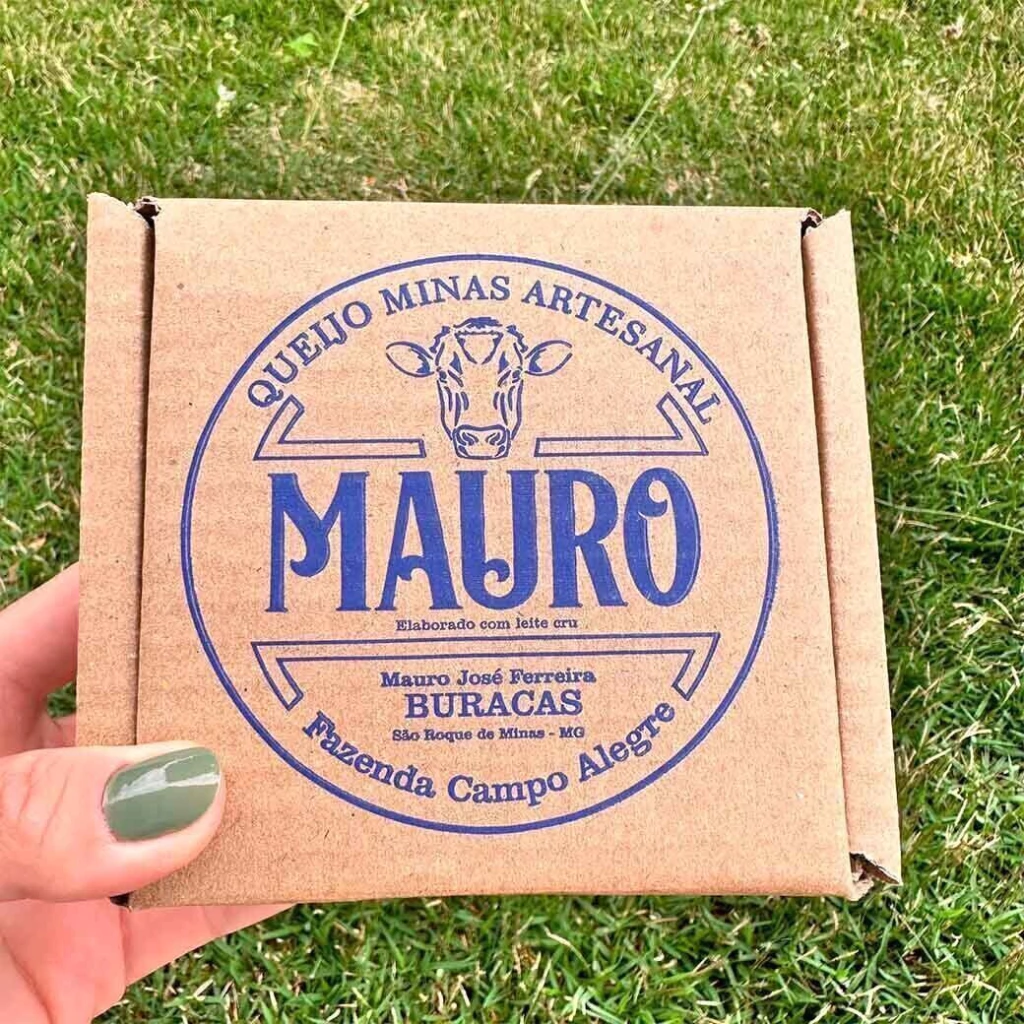 QUEIJO MINAS ARTESANAL
MAURO
Elaborado com leite cru
Mauro José Ferreira
BURACAS
São Roque de Minas - MG
Fazenda Campo Alegre